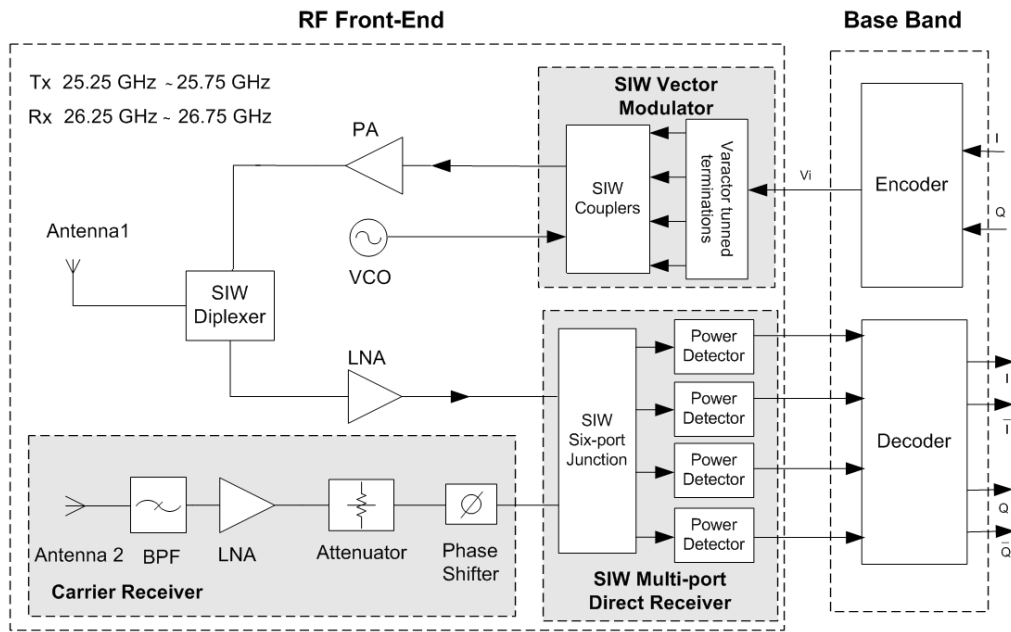 RF Front-End
Base Band
Tx 25.25 GHz ~ 25.75 GHz
Rx 26.25 GHz ~ 26.75 GHz
SIW Vector
Modulator
PA
SIW
Couplers
Varactor tunned
terminations
Vi
Encoder
I
Q
VCO
Antenna1
SIW
Diplexer
LNA
SIW
Six-port
Junction
Power
Detector
Power
Detector
Power
Detector
Power
Detector
Decoder
I
I̅
Q
Q̅
Antenna 2
BPF
LNA
Attenuator
Phase
Shifter
Carrier Receiver
SIW Multi-port
Direct Receiver